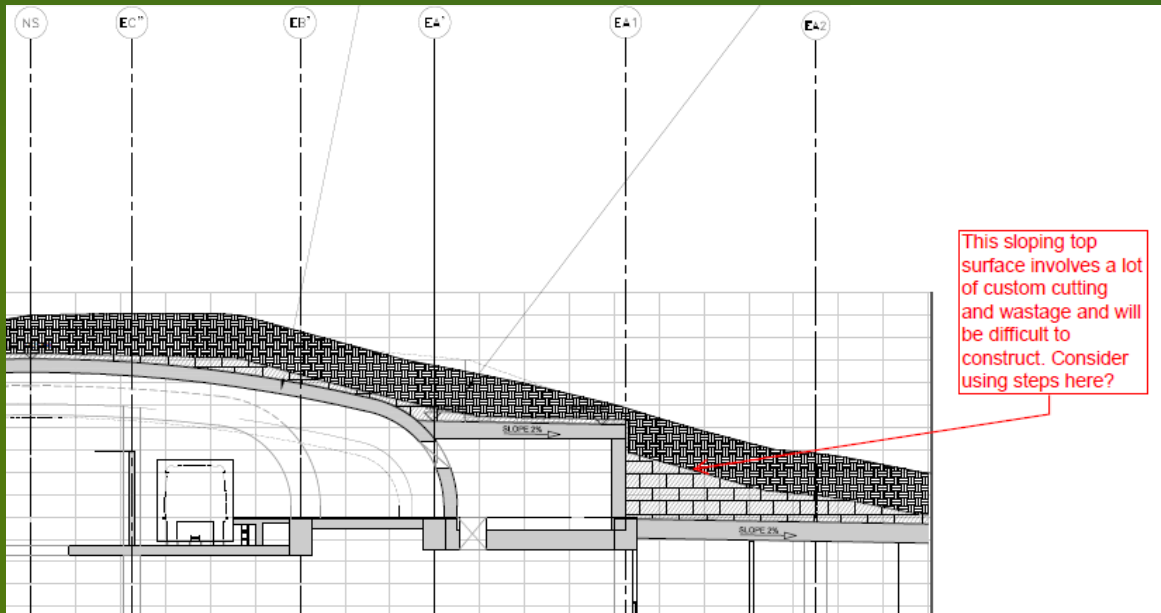 NS
EC"
EB'
EA'
EA1
EA2
This sloping top
surface involves a lot
of custom cutting
and wastage and will
be difficult to
construct. Consider
using steps here?
SLOPE 2%
SLOPE 2%